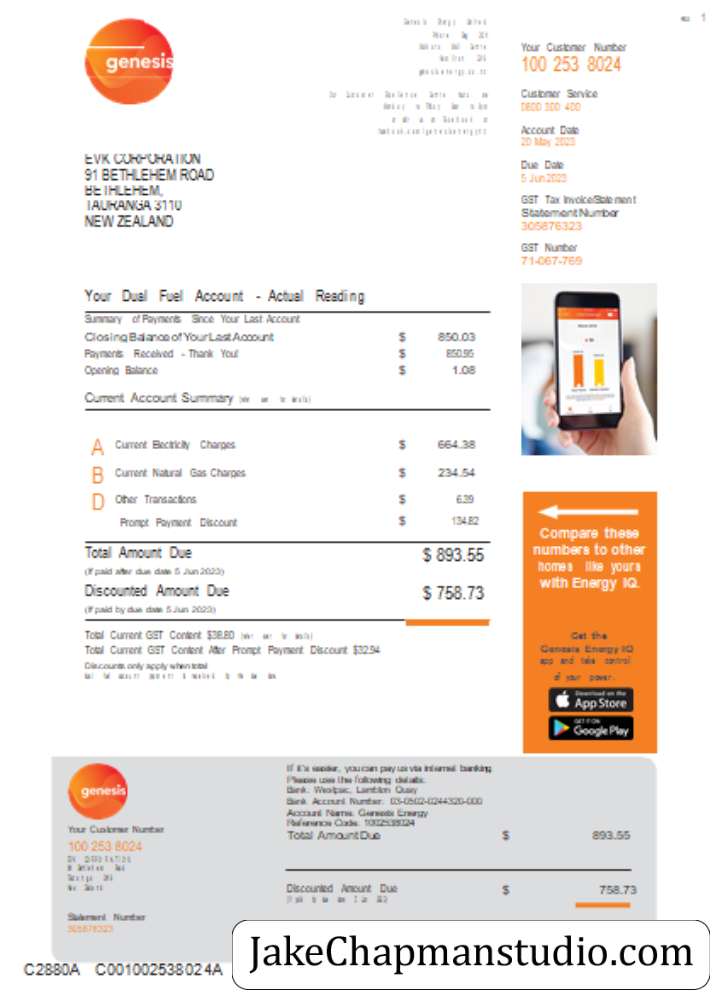 genesis
1
Your Customer Number
100 253 8024
Customer Service
0800 300 400
Account Date
20 May 2023
Due Date
5 Jun 2023
GST Tax Invoice/Statement
Statement Number
305876323
GST Number
71-067-769
EVK CORPORATION
91 BETHLEHEM ROAD
BETHLEHEM,
TAURANGA 3110
NEW ZEALAND
Your Dual Fuel Account - Actual Reading
Summary of Payments Since Your Last Account
Closing Balance of Your Last Account $ 850.03
Payments Received - Thank You! $ 850.95
Opening Balance $ 1.08
Current Account Summary
A Current Electricity Charges $ 664.38
B Current Natural Gas Charges $ 234.54
D Other Transactions $ 6.39
Prompt Payment Discount $ 134.82
Total Amount Due $ 893.55
(If paid after due date 5 Jun 2023)
Discounted Amount Due $ 758.73
(If paid by due date 5 Jun 2023)
Total Current GST Content $38.80
Total Current GST Content After Prompt Payment Discount $32.94
Discounts only apply when total
Compare these
numbers to other
homes like yours
with Energy IQ.
Get the
Genesis Energy IQ
app and take control
of your power.
Download on the
App Store
GET IT ON
Google Play
genesis
Your Customer Number
100 253 8024
Statement Number
305876323
If it's easier, you can pay us via internet banking.
Please use the following details:
Bank: Westpac, Lambton Quay
Bank Account Number: 03-0502-0244320-000
Account Name: Genesis Energy
Reference Code: 1002538024
Total Amount Due $ 893.55
Discounted Amount Due $ 758.73
C2880A C001002538024A
JakeChapmanstudio.com